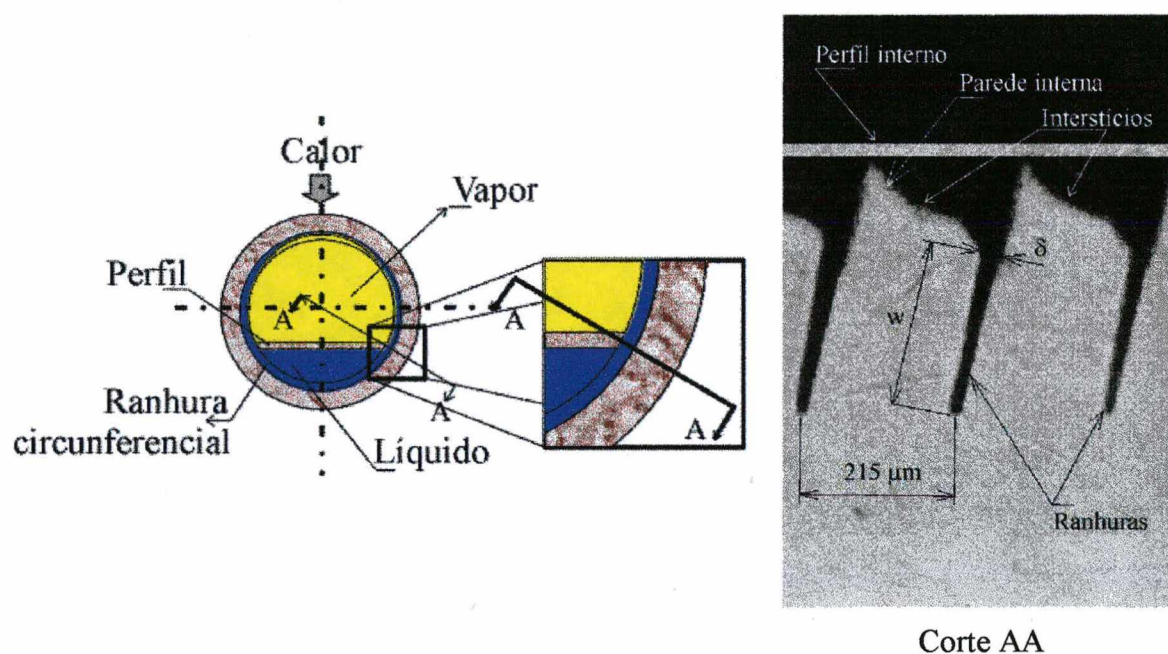 Calor
Vapor
Perfil
A
A
A
A
Ranhura
circunferencial
Líquido
Perfil interno
Parede interna
Interstícios
δ
w
215 μm
Ranhuras
Corte AA